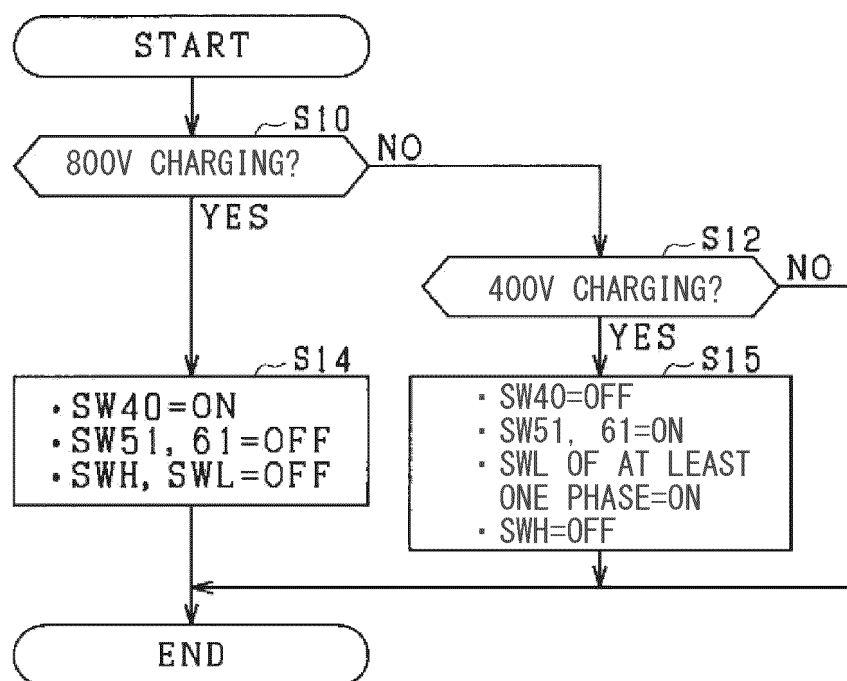 START
S10
800V CHARGING?
NO
YES
S12
400V CHARGING?
NO
YES
S14
・SW40=ON
・SW51, 61=OFF
・SWH, SWL=OFF
S15
・SW40=OFF
・SW51, 61=ON
・SWL OF AT LEAST
ONE PHASE=ON
・SWH=OFF
END